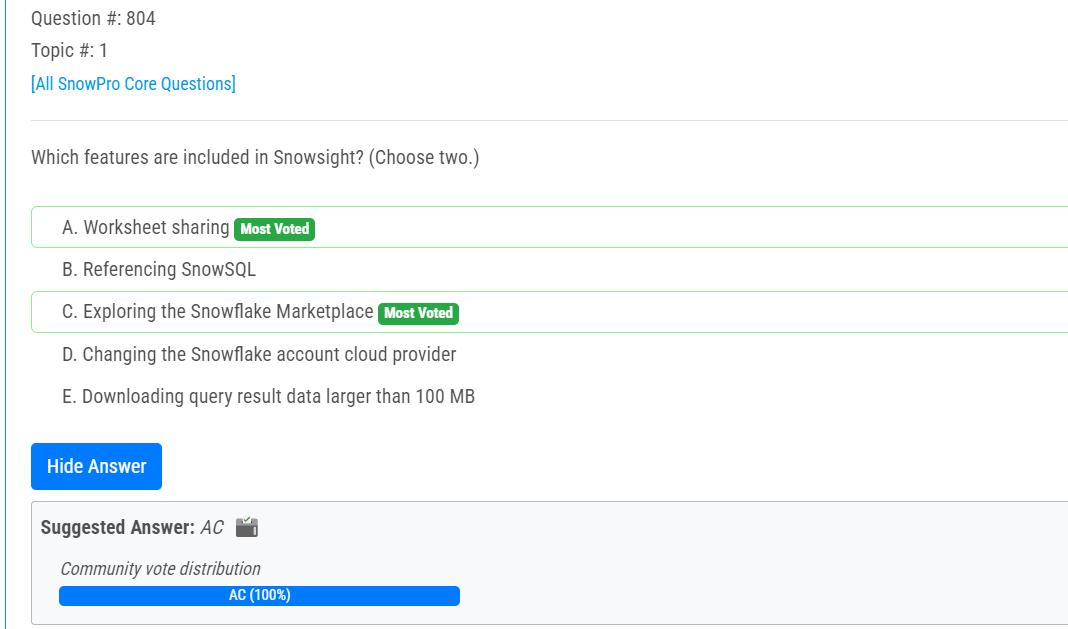 Question #: 804
Topic #: 1
[All SnowPro Core Questions]
Which features are included in Snowsight? (Choose two.)
A. Worksheet sharing Most Voted
B. Referencing SnowSQL
C. Exploring the Snowflake Marketplace Most Voted
D. Changing the Snowflake account cloud provider
E. Downloading query result data larger than 100 MB
Hide Answer
Suggested Answer: AC
Community vote distribution
AC (100%)